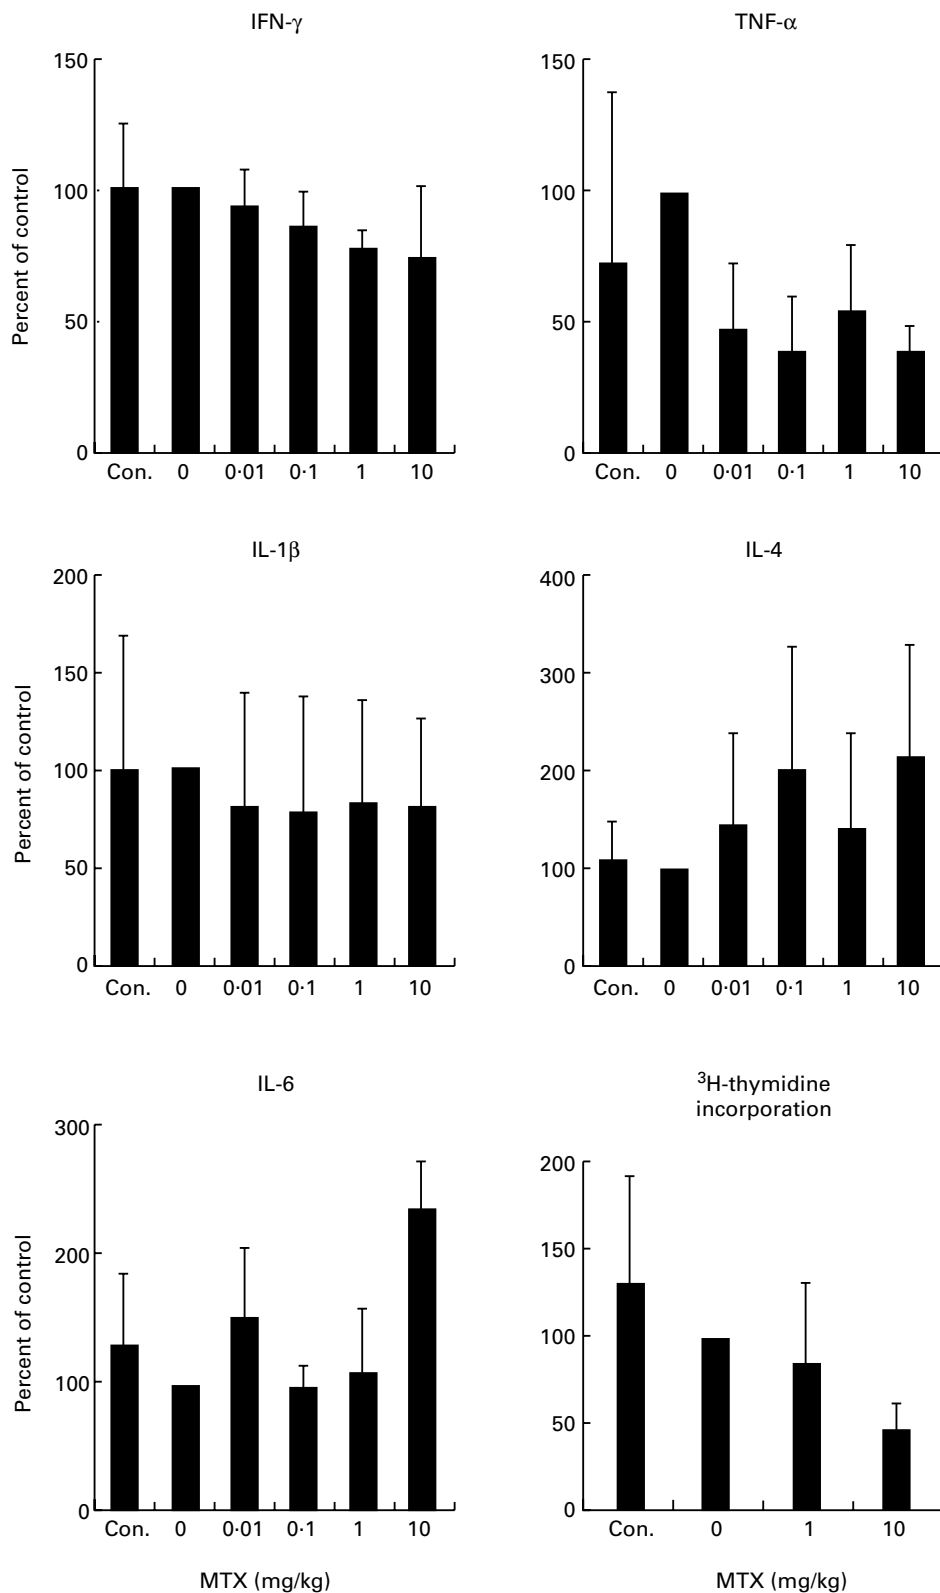 IFN-γ
TNF-α
Percent of control
150
100
50
0
Con. 0 0·01 0·1 1 10
150
100
50
0
Con. 0 0·01 0·1 1 10
IL-1β
IL-4
Percent of control
200
150
100
50
0
Con. 0 0·01 0·1 1 10
400
300
200
100
0
Con. 0 0·01 0·1 1 10
IL-6
³H-thymidine
incorporation
Percent of control
300
200
100
0
Con. 0 0·01 0·1 1 10
MTX (mg/kg)
200
150
100
50
0
Con. 0 1 10
MTX (mg/kg)